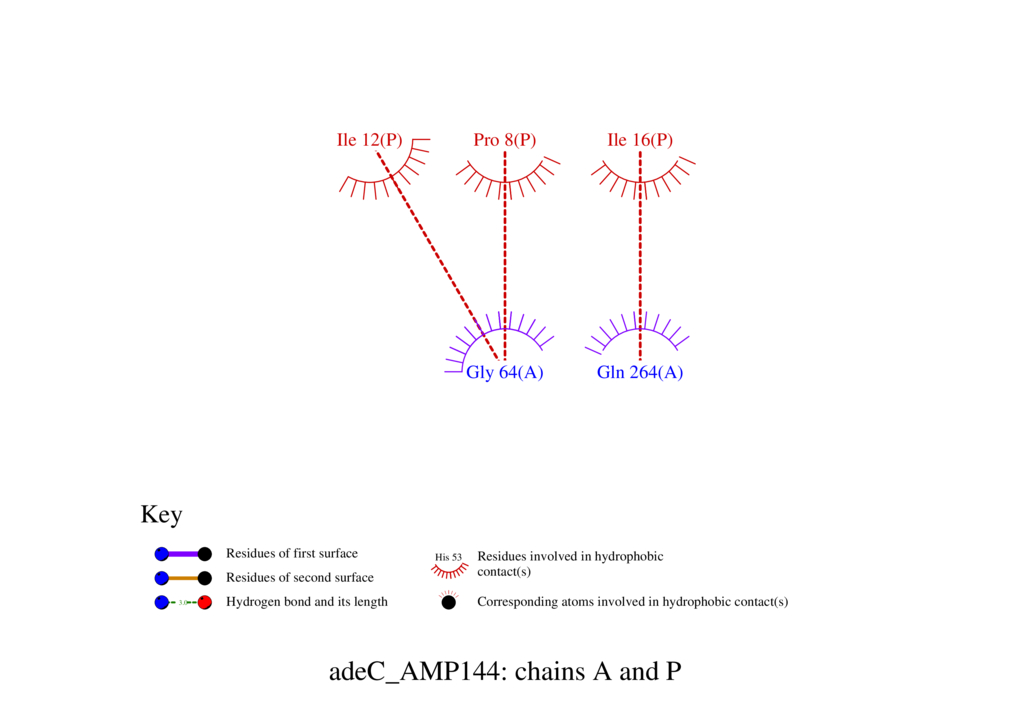 Ile 12(P) Pro 8(P) Ile 16(P)
Gly 64(A) Gln 264(A)
Key
Residues of first surface
Residues of second surface
3.0 Hydrogen bond and its length
His 53 Residues involved in hydrophobic
contact(s)
Corresponding atoms involved in hydrophobic contact(s)
adeC_AMP144: chains A and P